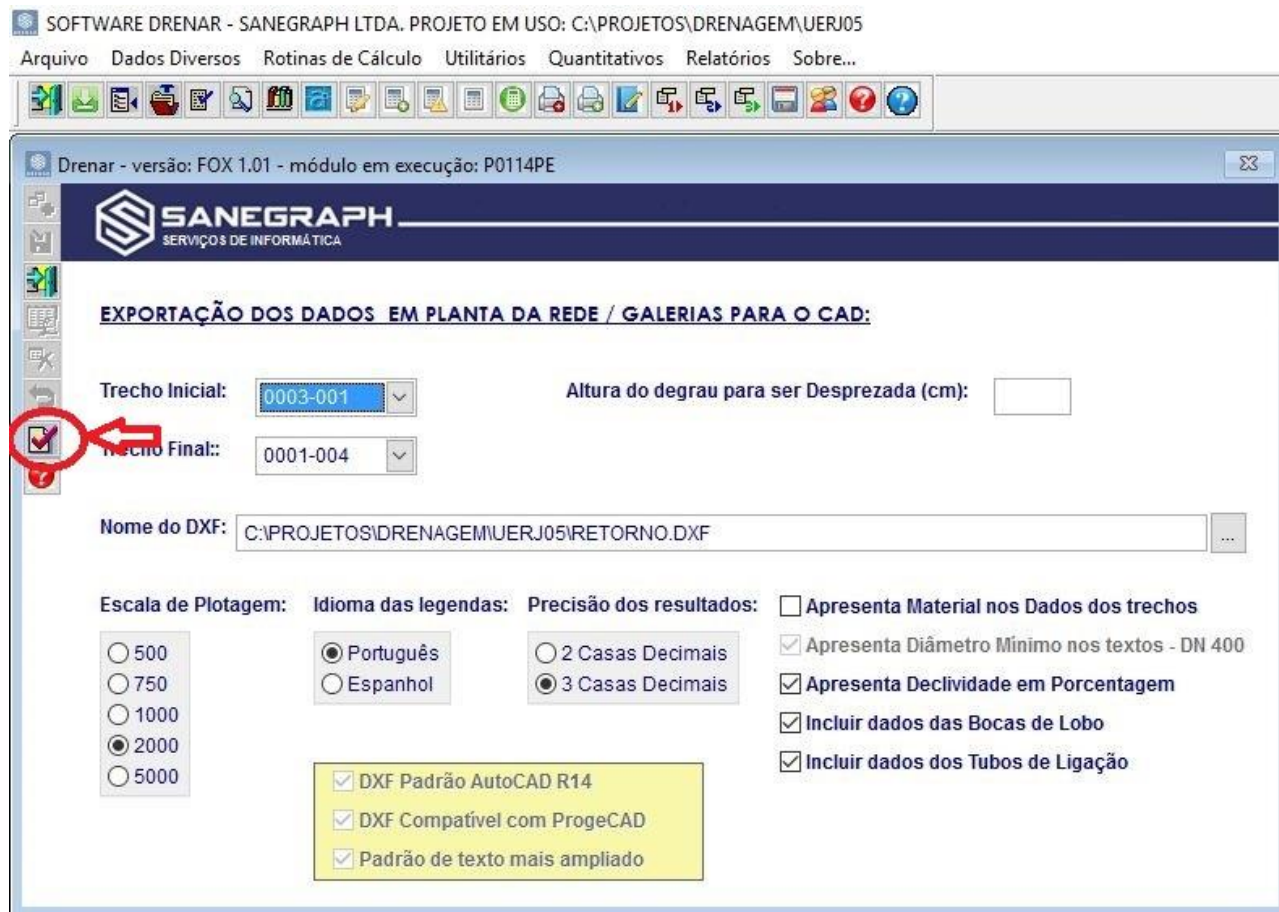 SOFTWARE DRENAR - SANEGRAPH LTDA. PROJETO EM USO: C:\PROJETOS\DRENAGEM\UERJ05
Arquivo Dados Diversos Rotinas de Cálculo Utilitários Quantitativos Relatórios Sobre...
Drenar - versão: FOX 1.01 - módulo em execução: P0114PE
SANEGRAPH
SERVIÇOS DE INFORMÁTICA
EXPORTAÇÃO DOS DADOS EM PLANTA DA REDE / GALERIAS PARA O CAD:
Trecho Inicial: 0003-001 Altura do degrau para ser Desprezada (cm):
Trecho Final:: 0001-004
Nome do DXF: C:\PROJETOS\DRENAGEM\UERJ05\RETORNO.DXF ...
Escala de Plotagem: Idioma das legendas: Precisão dos resultados: Apresenta Material nos Dados dos trechos
500 Português 2 Casas Decimais Apresenta Diâmetro Mínimo nos textos - DN 400
750 Espanhol 3 Casas Decimais Apresenta Declividade em Porcentagem
1000 Incluir dados das Bocas de Lobo
2000 Incluir dados dos Tubos de Ligação
5000
DXF Padrão AutoCAD R14
DXF Compatível com ProgeCAD
Padrão de texto mais ampliado